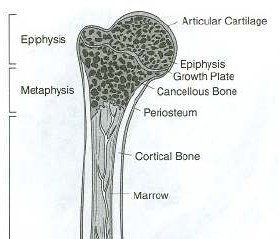 Articular Cartilage
Epiphysis
Epiphysis
Growth Plate
Metaphysis
Cancellous Bone
Periosteum
Cortical Bone
Marrow